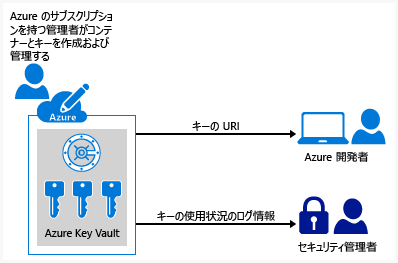 Azure のサブスクリプショ
ンを持つ管理者がコンテ
ナーとキーを作成および
管理する
Azure
キーの URI
Azure 開発者
Azure Key Vault
キーの使用状況のログ情報
セキュリティ管理者